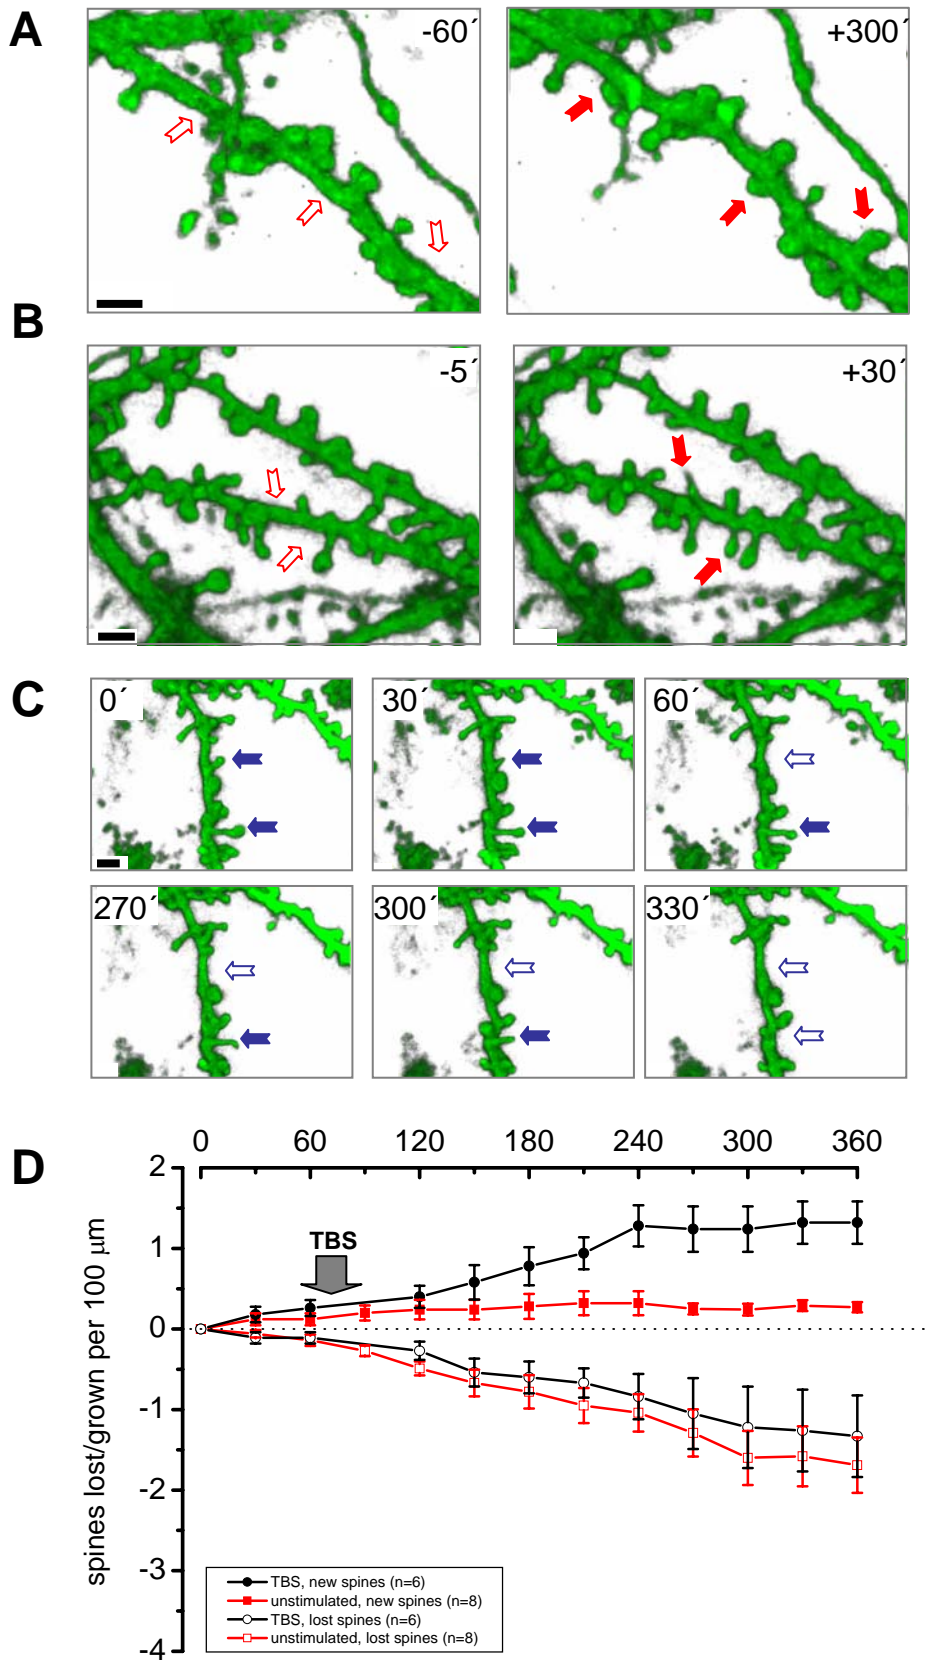 A
-60´
+300´
B
-5´
+30´
C
0´
30´
60´
270´
300´
330´
D
0 60 120 180 240 300 360
2
1
0
-1
-2
-3
-4
spines lost/grown per 100 µm
TBS
TBS, new spines (n=6)
unstimulated, new spines (n=8)
TBS, lost spines (n=6)
unstimulated, lost spines (n=8)